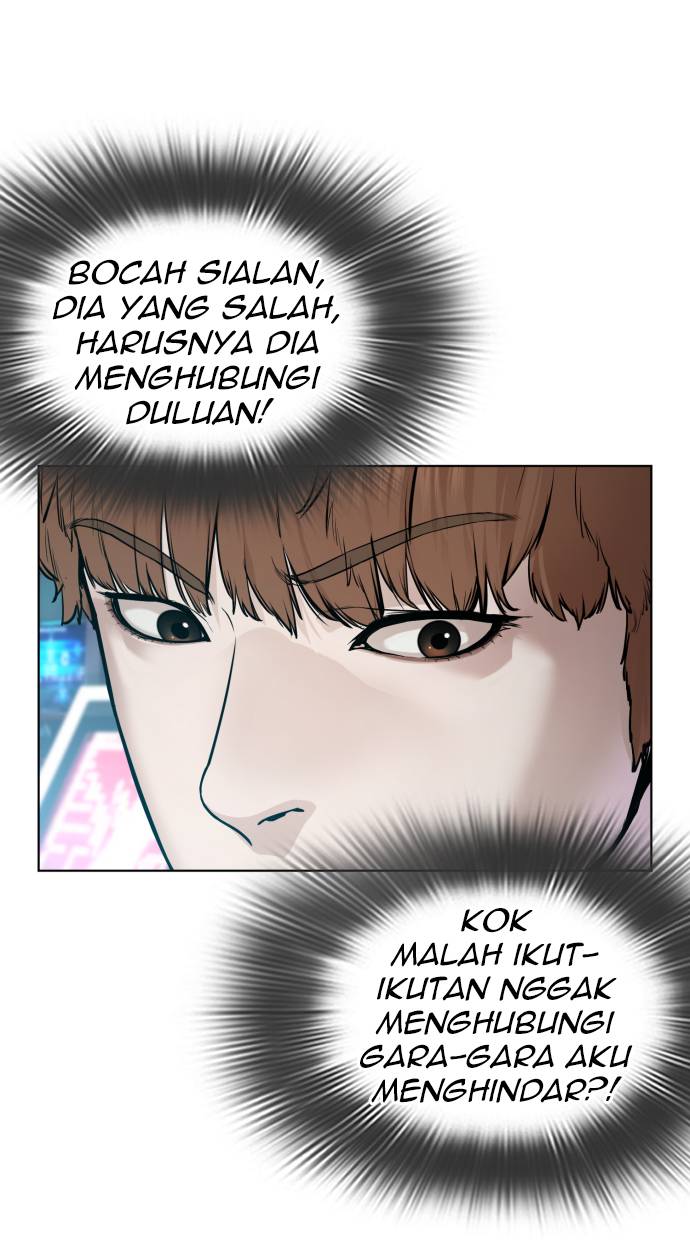 BOCAH SIALAN,
DIA YANG SALAH,
HARUSNYA DIA
MENGHUBUNGI
DULUAN!
KOK
MALAH IKUT-
IKUTAN NGGAK
MENGHUBUNGI
GARA-GARA AKU
MENGHINDAR?!